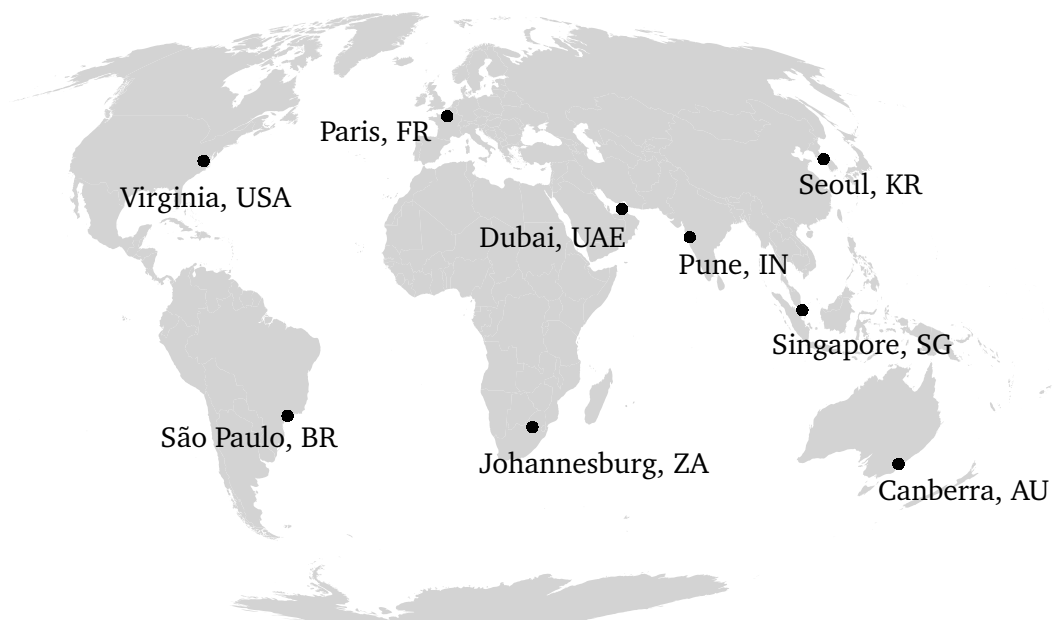 Paris, FR
Virginia, USA
Seoul, KR
Dubai, UAE
Pune, IN
Singapore, SG
São Paulo, BR
Johannesburg, ZA
Canberra, AU